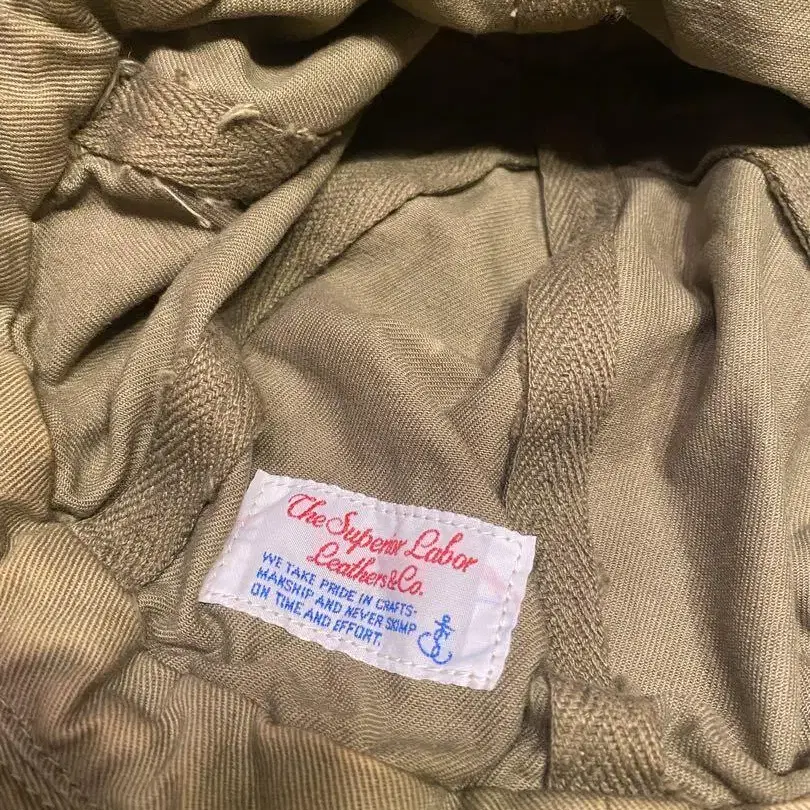 The Superior Labor
Leathers&Co.
WE TAKE PRIDE IN CRAFTS-
MANSHIP AND NEVER SKIMP
ON TIME AND EFFORT.